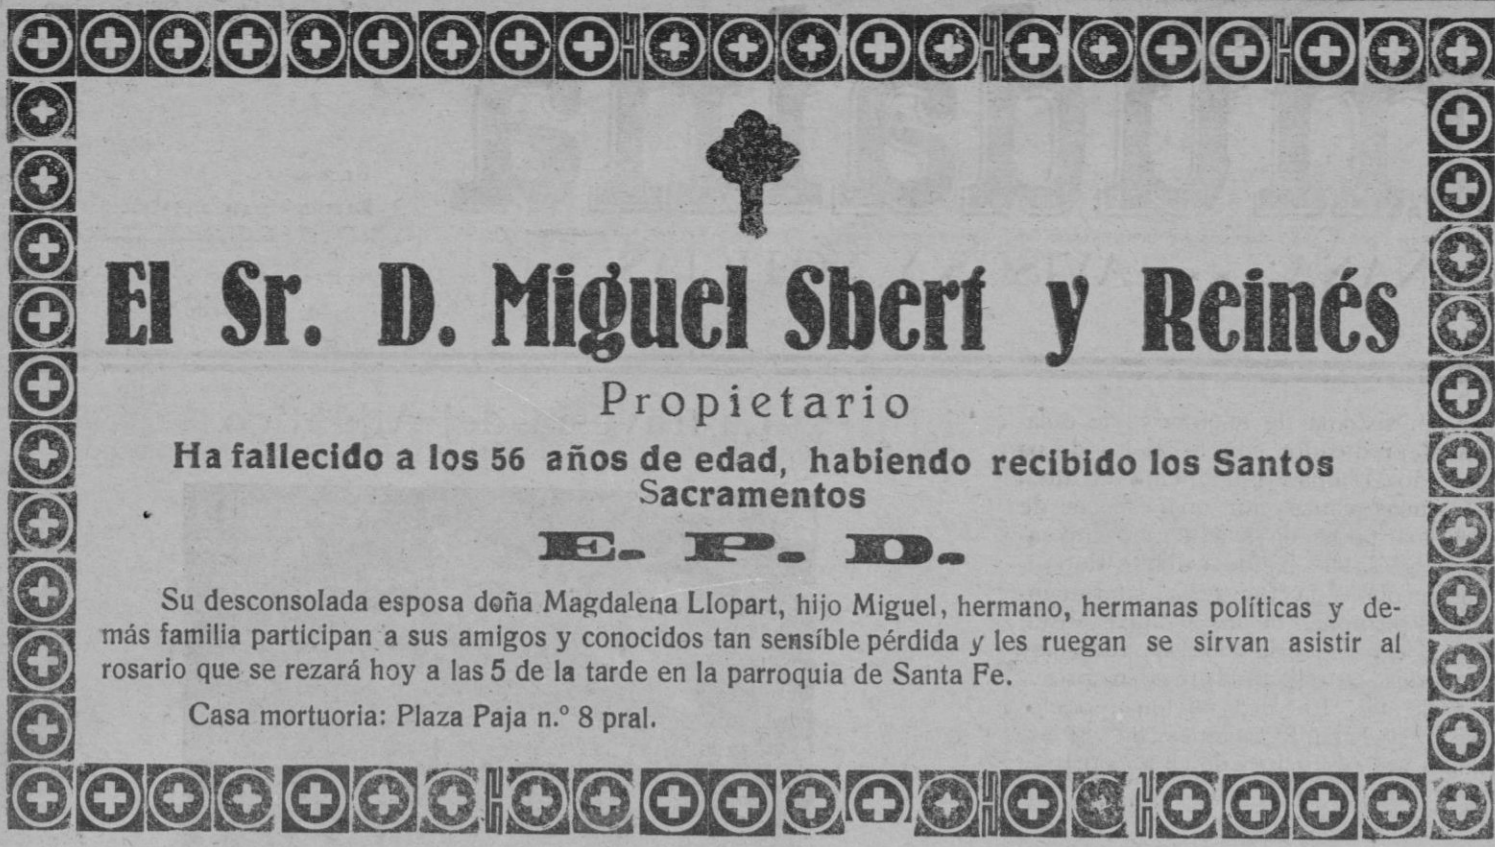 El Sr. D. Miguel Sbert y Reinés
Propietario
Ha fallecido a los 56 años de edad, habiendo recibido los Santos
Sacramentos
E. P. D.
Su desconsolada esposa doña Magdalena Llopart, hijo Miguel, hermano, hermanas políticas y de-
más familia participan a sus amigos y conocidos tan sensíble pérdida y les ruegan se sirvan asistir al
rosario que se rezará hoy a las 5 de la tarde en la parroquia de Santa Fe.
Casa mortuoria: Plaza Paja n.º 8 pral.